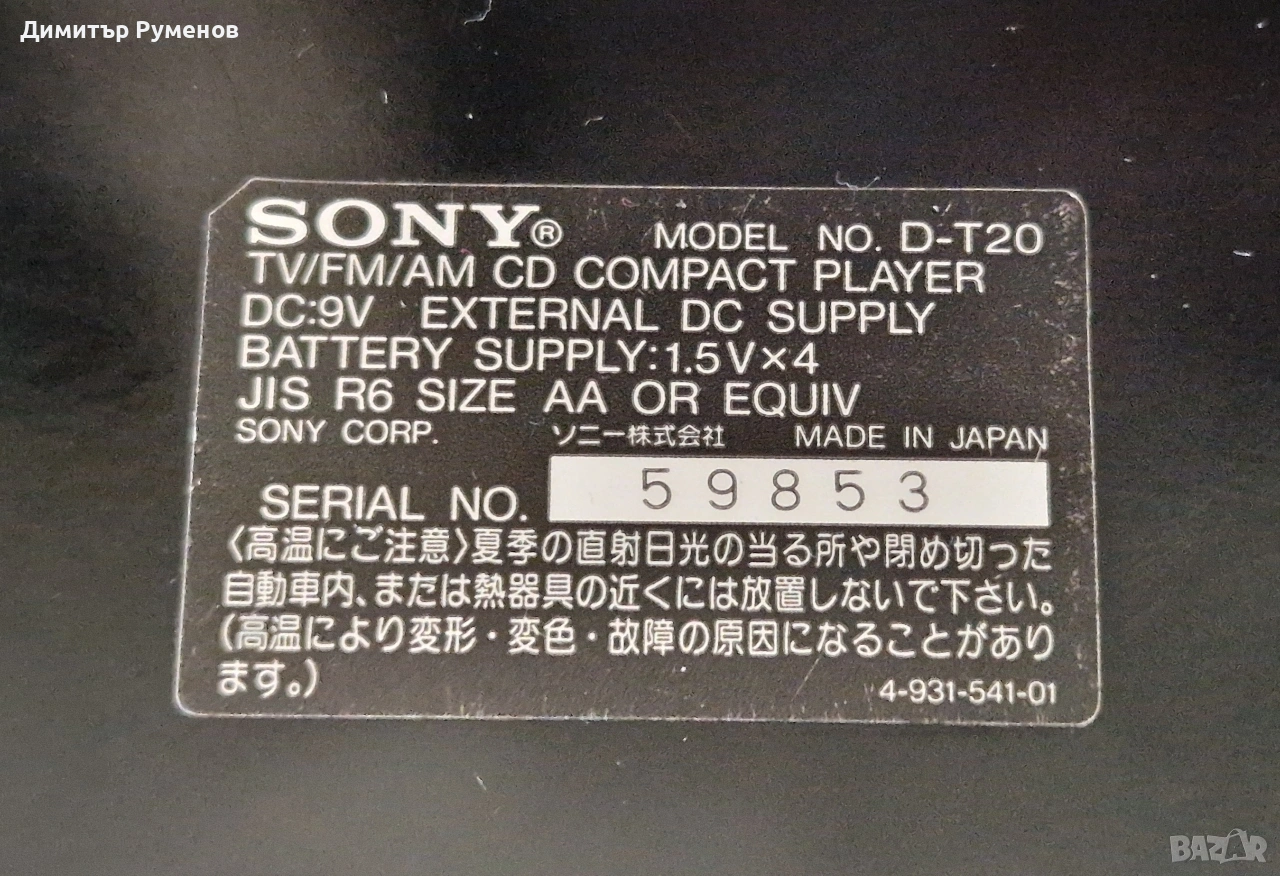 Димитър Руменов
SONY® MODEL NO. D-T20
TV/FM/AM CD COMPACT PLAYER
DC:9V EXTERNAL DC SUPPLY
BATTERY SUPPLY:1.5V×4
JIS R6 SIZE AA OR EQUIV
SONY CORP. ソニー株式会社 MADE IN JAPAN
SERIAL NO. 59853
〈高温にご注意〉夏季の直射日光の当る所や閉め切った
自動車内、または熱器具の近くには放置しないで下さい。
(高温により変形・変色・故障の原因になることがあり
ます。)
4-931-541-01
BAZAR